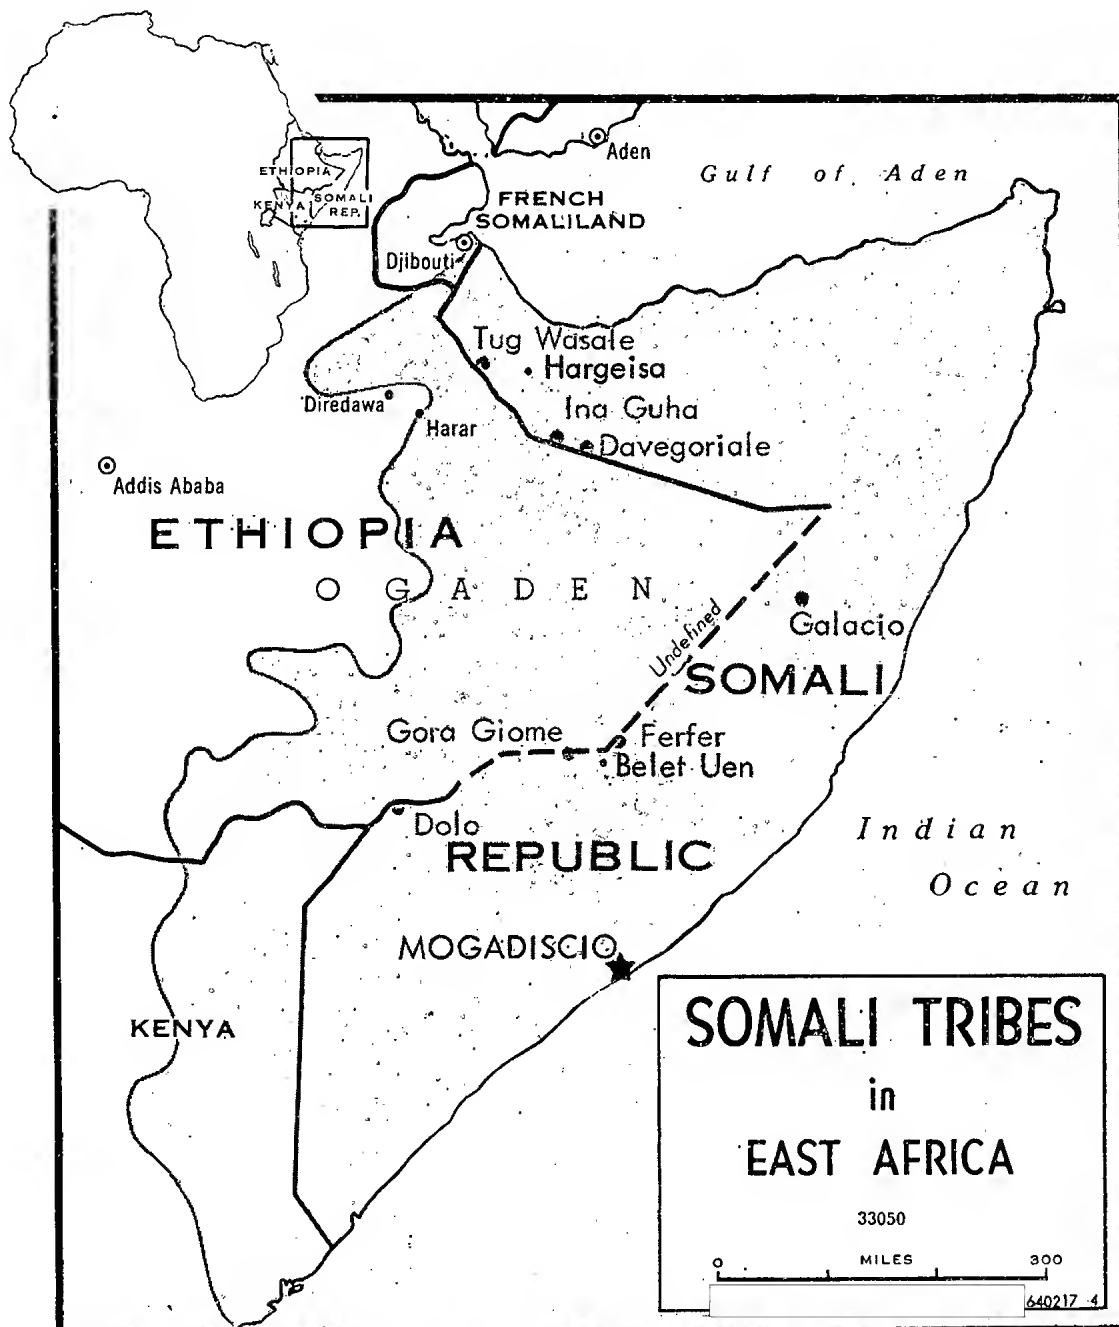 ETHIOPIA
KENYA
SOMALI
REP.
Aden
Gulf of Aden
FRENCH
SOMALILAND
Djibouti
Tug Wasale
Hargeisa
Diredawa
Ina Guha
Harar
Davegoriale
Addis Ababa
ETHIOPIA
OGADEN
Galacio
Undefined
SOMALI
Gora Giome
Ferfer
Belet Uen
Dolo
REPUBLIC
Indian
Ocean
MOGADISCIO
KENYA
SOMALI TRIBES
in
EAST AFRICA
33050
0 MILES 300
640217 4